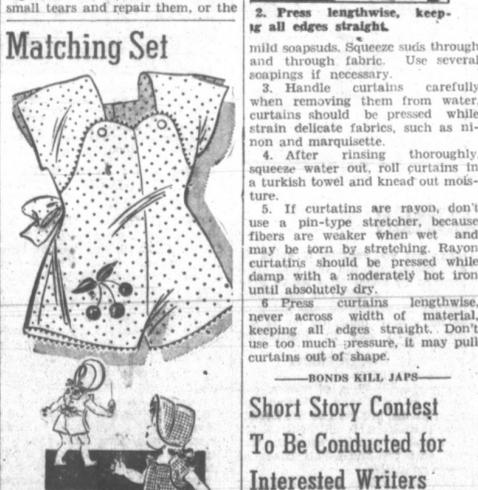 small tears and repair them, or the
Matching Set
2. Press lengthwise, keep-
g all edges straight.
mild soapsuds. Squeeze suds through
and through fabric. Use several
soapings if necessary.
3. Handle curtains carefully
when removing them from water,
curtains should be pressed while
strain delicate fabrics, such as ni-
non and marquisette.
4. After rinsing thoroughly,
squeeze water out, roll curtains in
a turkish towel and knead out mois-
ture.
5. If curtatins are rayon, don't
use a pin-type stretcher, because
fibers are weaker when wet and
may be torn by stretching. Rayon
curtatins should be pressed while
damp with a moderately hot iron
until absolutely dry.
6 Press curtains lengthwise,
never across width of material,
keeping all edges straight. Don't
use too much pressure, it may pull
curtains out of shape.
BONDS KILL JAPS
Short Story Contest
To Be Conducted for
Interested Writers